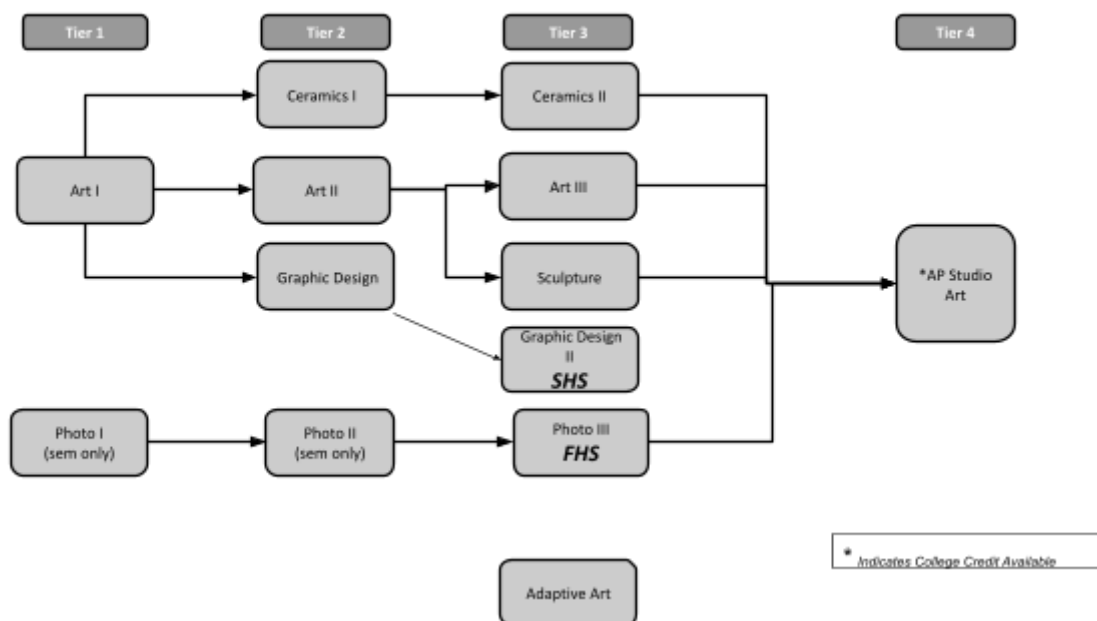 Tier 1
Tier 2
Tier 3
Tier 4
Ceramics I
Ceramics II
Art I
Art II
Art III
Graphic Design
Sculpture
*AP Studio
Art
Graphic Design
II
SHS
Photo I
(sem only)
Photo II
(sem only)
Photo III
FHS
* Indicates College Credit Available
Adaptive Art